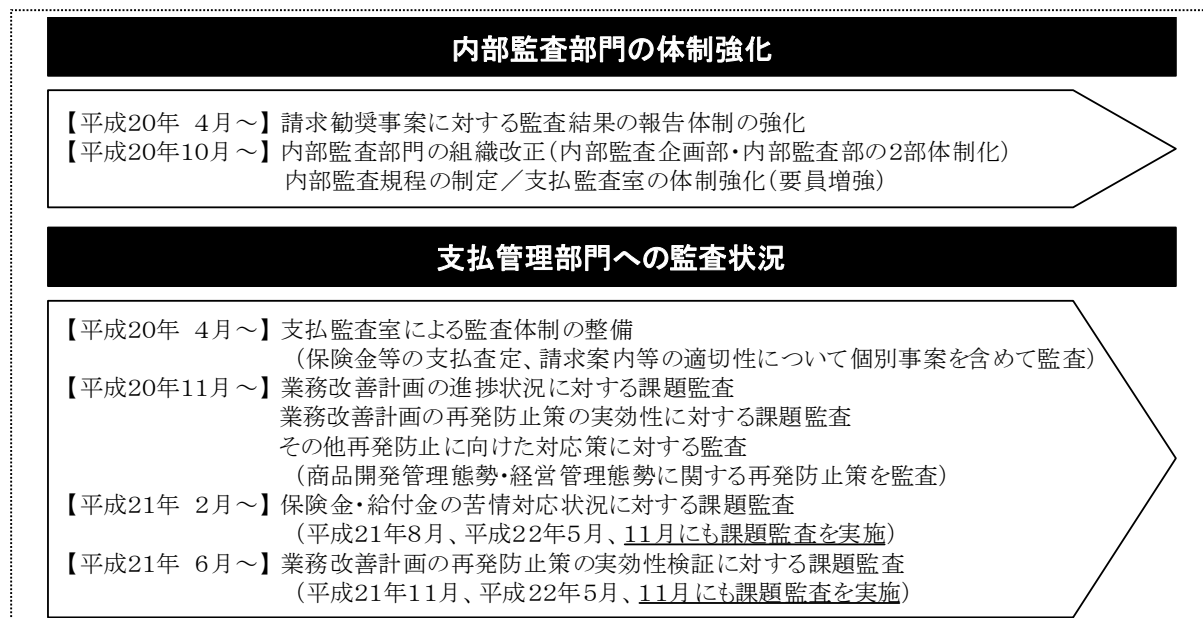 内部監査部門の体制強化
【平成20年 4月～】請求勧奨事案に対する監査結果の報告体制の強化
【平成20年10月～】内部監査部門の組織改正（内部監査企画部・内部監査部の2部体制化）
内部監査規程の制定／支払監査室の体制強化（要員増強）
支払管理部門への監査状況
【平成20年 4月～】支払監査室による監査体制の整備
（保険金等の支払査定、請求案内等の適切性について個別事案を含めて監査）
【平成20年11月～】業務改善計画の進捗状況に対する課題監査
業務改善計画の再発防止策の実効性に対する課題監査
その他再発防止に向けた対応策に対する監査
（商品開発管理態勢・経営管理態勢に関する再発防止策を監査）
【平成21年 2月～】保険金・給付金の苦情対応状況に対する課題監査
（平成21年8月、平成22年5月、11月にも課題監査を実施）
【平成21年 6月～】業務改善計画の再発防止策の実効性検証に対する課題監査
（平成21年11月、平成22年5月、11月にも課題監査を実施）